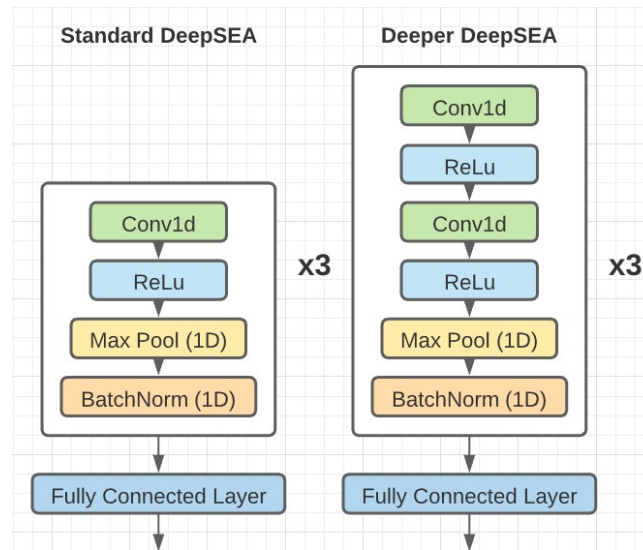 Standard DeepSEA
Conv1d
ReLu
Max Pool (1D)
BatchNorm (1D)
x3
Fully Connected Layer
Deeper DeepSEA
Conv1d
ReLu
Conv1d
ReLu
Max Pool (1D)
BatchNorm (1D)
x3
Fully Connected Layer